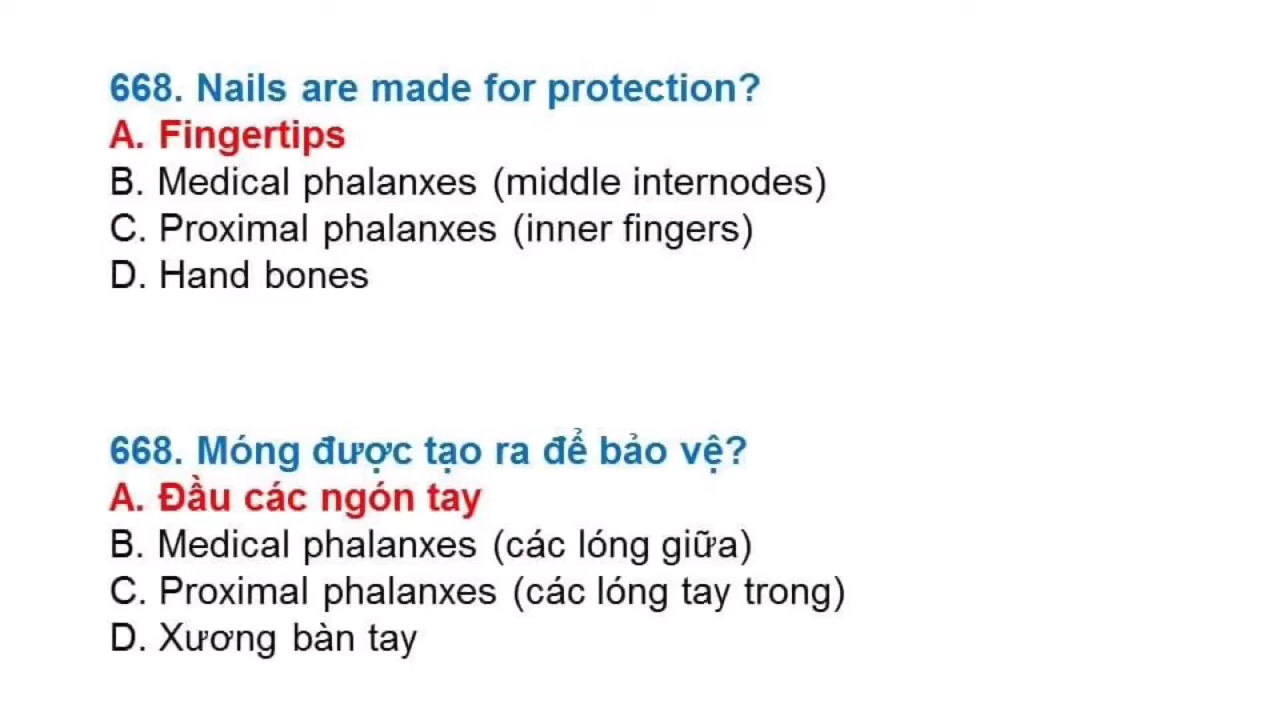 668. Nails are made for protection?
A. Fingertips
B. Medical phalanxes (middle internodes)
C. Proximal phalanxes (inner fingers)
D. Hand bones
668. Móng được tạo ra để bảo vệ?
A. Đầu các ngón tay
B. Medical phalanxes (các lóng giữa)
C. Proximal phalanxes (các lóng tay trong)
D. Xương bàn tay